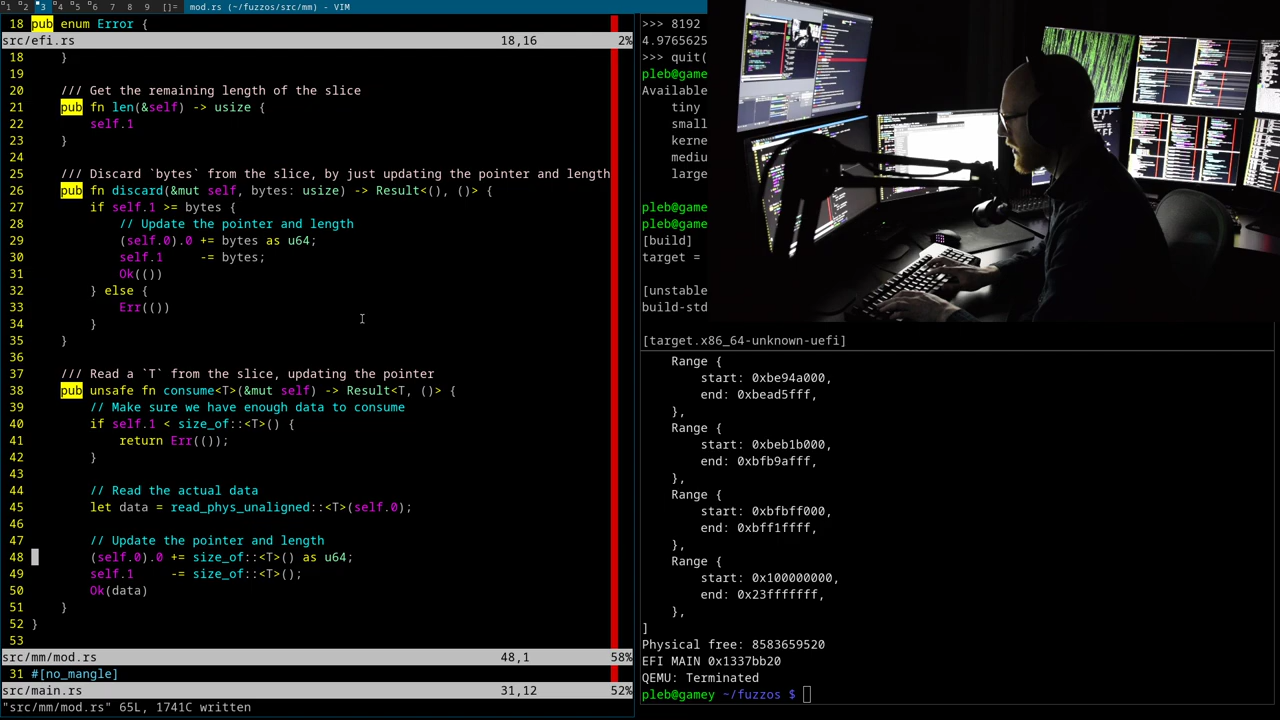 1 2 3 4 5 6 7 8 9 []= mod.rs (~/fuzzos/src/mm) - VIM
18 pub enum Error {
src/efi.rs 18,16 2%
18     }
19
20     /// Get the remaining length of the slice
21     pub fn len(&self) -> usize {
22         self.1
23     }
24
25     /// Discard `bytes` from the slice, by just updating the pointer and length
26     pub fn discard(&mut self, bytes: usize) -> Result<(), ()> {
27         if self.1 >= bytes {
28             // Update the pointer and length
29             (self.0).0 += bytes as u64;
30             self.1     -= bytes;
31             Ok(())
32         } else {
33             Err(())
34         }
35     }
36
37     /// Read a `T` from the slice, updating the pointer
38     pub unsafe fn consume<T>(&mut self) -> Result<T, ()> {
39         // Make sure we have enough data to consume
40         if self.1 < size_of::<T>() {
41             return Err(());
42         }
43
44         // Read the actual data
45         let data = read_phys_unaligned::<T>(self.0);
46
47         // Update the pointer and length
48         (self.0).0 += size_of::<T>() as u64;
49         self.1     -= size_of::<T>();
50         Ok(data)
51     }
52 }
53
src/mm/mod.rs 48,1 58%
31 #[no_mangle]
src/main.rs 31,12 52%
"src/mm/mod.rs" 65L, 1741C written
>>> 8192
4.9765625
>>> quit(
pleb@game
Available
    tiny
    small
    kerne
    mediu
    large
pleb@game
pleb@game
[build]
target =
[unstable
build-std
[target.x86_64-unknown-uefi]
    Range {
        start: 0xbe94a000,
        end: 0xbead5fff,
    },
    Range {
        start: 0xbeb1b000,
        end: 0xbfb9afff,
    },
    Range {
        start: 0xbfbff000,
        end: 0xbff1ffff,
    },
    Range {
        start: 0x100000000,
        end: 0x23fffffff,
    },
]
Physical free: 8583659520
EFI MAIN 0x1337bb20
QEMU: Terminated
pleb@gamey ~/fuzzos $